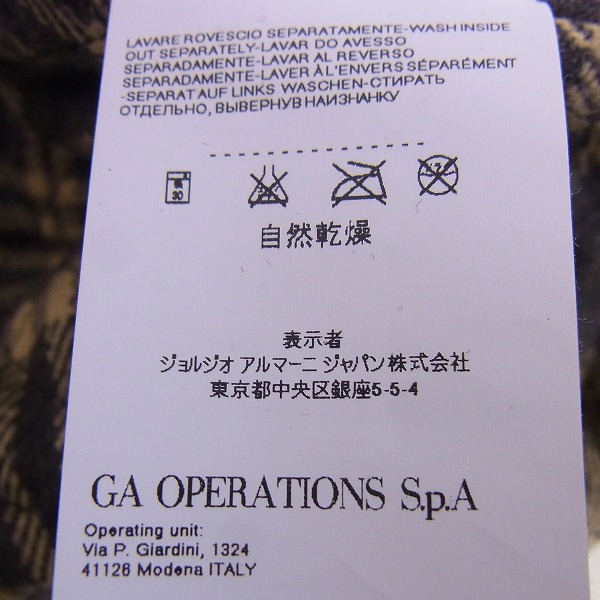 LAVARE ROVESCIO SEPARATAMENTE-WASH INSIDE
OUT SEPARATELY-LAVAR DO AVESSO
SEPARADAMENTE-LAVAR AL REVERSO
SEPARADAMENTE-LAVER À L'ENVERS SÉPARÉMENT
-SEPARAT AUF LINKS WASCHEN-СТИРАТЬ
ОТДЕЛЬНО, ВЫВЕРНУВ НАИЗНАНКУ
30
自然乾燥
表示者
ジョルジオ アルマーニ ジャパン株式会社
東京都中央区銀座5-5-4
GA OPERATIONS S.p.A
Operating unit:
Via P. Giardini, 1324
41126 Modena ITALY